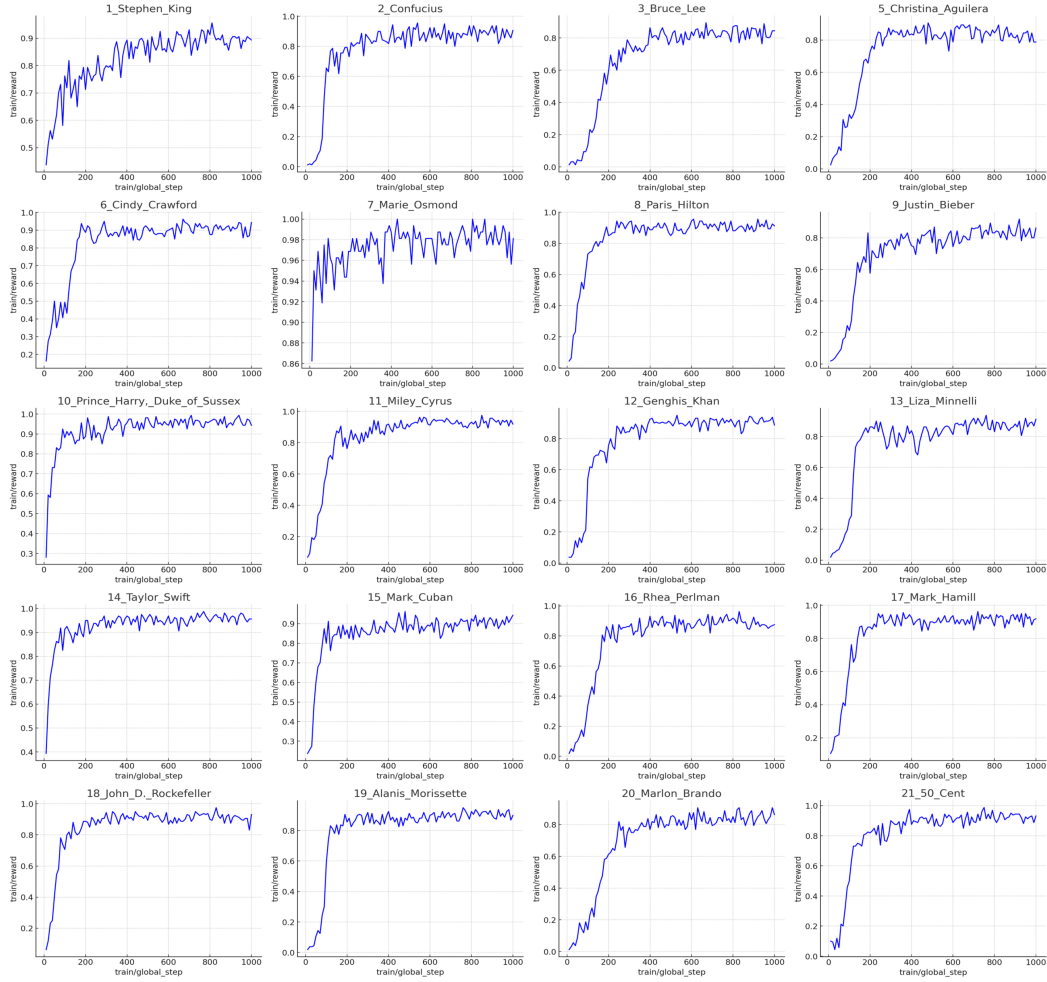 1_Stephen_King
train/reward
0.9
0.8
0.7
0.6
0.5
0 200 400 600 800 1000
train/global_step
2_Confucius
train/reward
1.0
0.8
0.6
0.4
0.2
0.0
0 200 400 600 800 1000
train/global_step
3_Bruce_Lee
train/reward
0.8
0.6
0.4
0.2
0.0
0 200 400 600 800 1000
train/global_step
5_Christina_Aguilera
train/reward
0.8
0.6
0.4
0.2
0.0
0 200 400 600 800 1000
train/global_step
6_Cindy_Crawford
train/reward
1.0
0.9
0.8
0.7
0.6
0.5
0.4
0.3
0.2
0 200 400 600 800 1000
train/global_step
7_Marie_Osmond
train/reward
1.00
0.98
0.96
0.94
0.92
0.90
0.88
0.86
0 200 400 600 800 1000
train/global_step
8_Paris_Hilton
train/reward
1.0
0.8
0.6
0.4
0.2
0.0
0 200 400 600 800 1000
train/global_step
9_Justin_Bieber
train/reward
0.8
0.6
0.4
0.2
0.0
0 200 400 600 800 1000
train/global_step
10_Prince_Harry,_Duke_of_Sussex
train/reward
1.0
0.9
0.8
0.7
0.6
0.5
0.4
0.3
0 200 400 600 800 1000
train/global_step
11_Miley_Cyrus
train/reward
1.0
0.8
0.6
0.4
0.2
0 200 400 600 800 1000
train/global_step
12_Genghis_Khan
train/reward
1.0
0.8
0.6
0.4
0.2
0.0
0 200 400 600 800 1000
train/global_step
13_Liza_Minnelli
train/reward
0.8
0.6
0.4
0.2
0.0
0 200 400 600 800 1000
train/global_step
14_Taylor_Swift
train/reward
1.0
0.9
0.8
0.7
0.6
0.5
0.4
0 200 400 600 800 1000
train/global_step
15_Mark_Cuban
train/reward
0.9
0.8
0.7
0.6
0.5
0.4
0.3
0 200 400 600 800 1000
train/global_step
16_Rhea_Perlman
train/reward
1.0
0.8
0.6
0.4
0.2
0.0
0 200 400 600 800 1000
train/global_step
17_Mark_Hamill
train/reward
1.0
0.8
0.6
0.4
0.2
0 200 400 600 800 1000
train/global_step
18_John_D._Rockefeller
train/reward
1.0
0.8
0.6
0.4
0.2
0 200 400 600 800 1000
train/global_step
19_Alanis_Morissette
train/reward
0.8
0.6
0.4
0.2
0.0
0 200 400 600 800 1000
train/global_step
20_Marlon_Brando
train/reward
0.8
0.6
0.4
0.2
0.0
0 200 400 600 800 1000
train/global_step
21_50_Cent
train/reward
1.0
0.8
0.6
0.4
0.2
0.0
0 200 400 600 800 1000
train/global_step